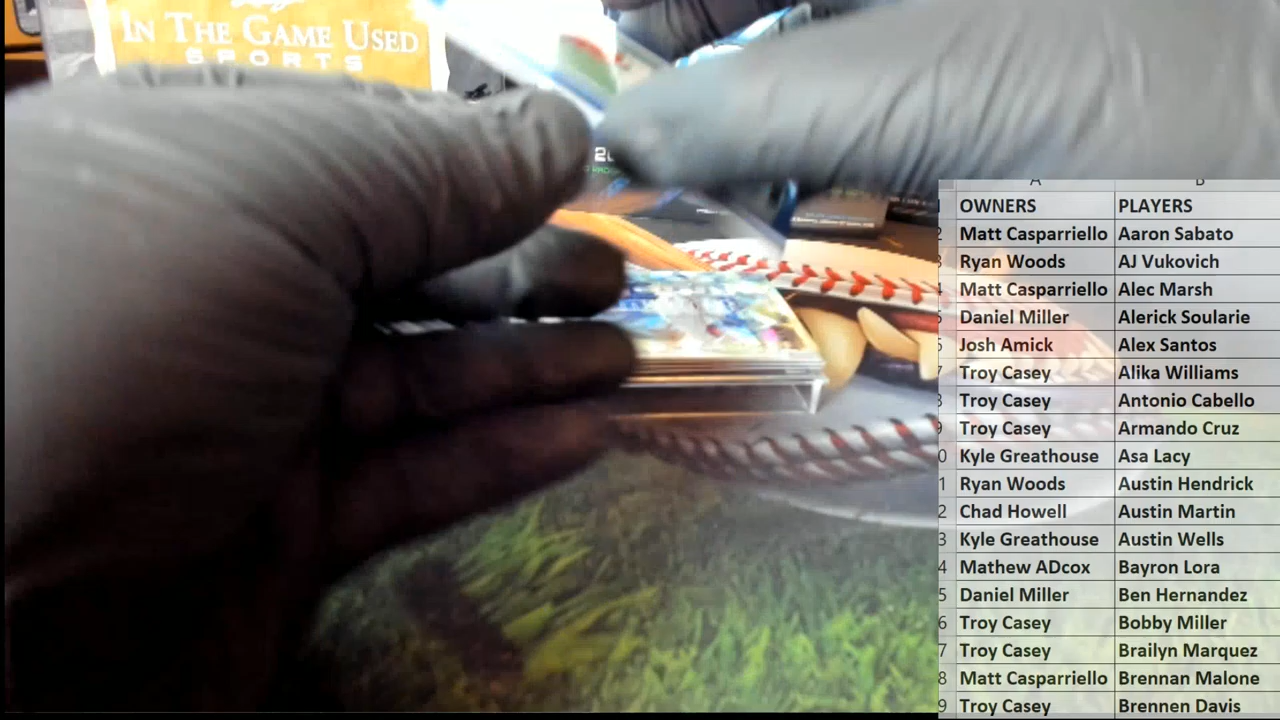 IN THE GAME USED
SPORTS
A B
OWNERS PLAYERS
Matt Casparriello Aaron Sabato
Ryan Woods AJ Vukovich
Matt Casparriello Alec Marsh
Daniel Miller Alerick Soularie
Josh Amick Alex Santos
Troy Casey Alika Williams
Troy Casey Antonio Cabello
Troy Casey Armando Cruz
Kyle Greathouse Asa Lacy
Ryan Woods Austin Hendrick
Chad Howell Austin Martin
Kyle Greathouse Austin Wells
Mathew ADcox Bayron Lora
Daniel Miller Ben Hernandez
Troy Casey Bobby Miller
Troy Casey Brailyn Marquez
Matt Casparriello Brennan Malone
Troy Casey Brennen Davis